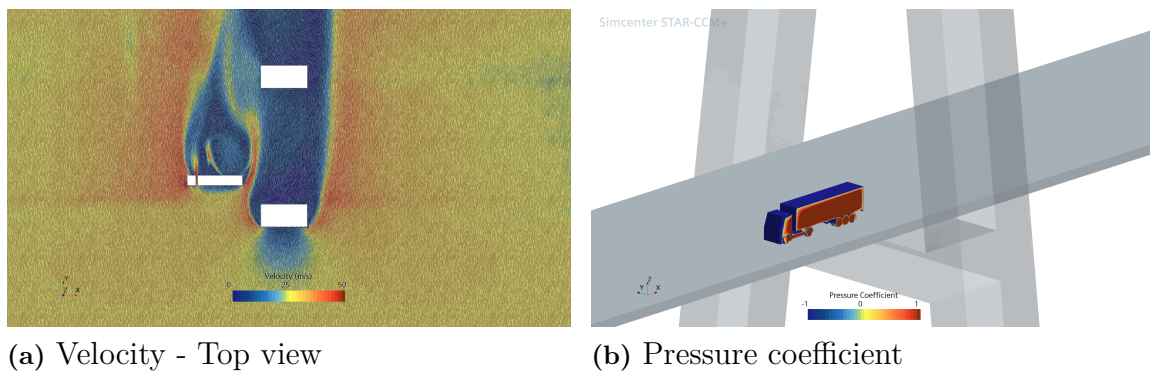 Simcenter STAR-CCM+
Velocity (m/s)
0 25 50
Y
Z X
Z
Y X
Pressure Coefficient
-1 0 1
(a) Velocity - Top view
(b) Pressure coefficient